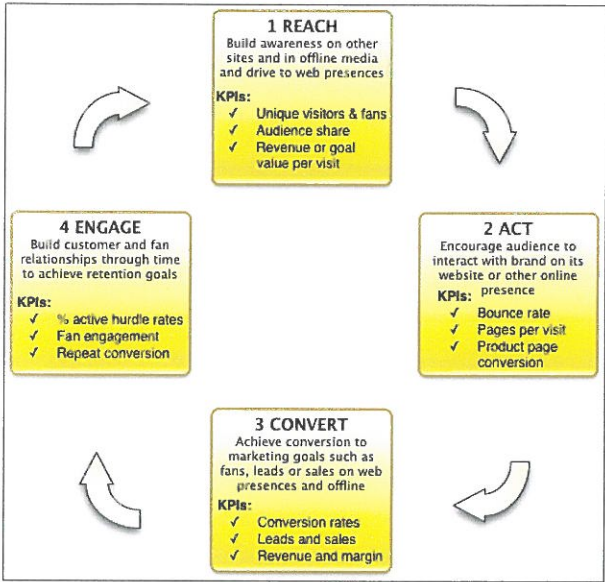 1 REACH
Build awareness on other
sites and in offline media
and drive to web presences
KPIs:
✓ Unique visitors & fans
✓ Audience share
✓ Revenue or goal
value per visit
2 ACT
Encourage audience to
interact with brand on its
website or other online
presence
KPIs:
✓ Bounce rate
✓ Pages per visit
✓ Product page
conversion
3 CONVERT
Achieve conversion to
marketing goals such as
fans, leads or sales on web
presences and offline
KPIs:
✓ Conversion rates
✓ Leads and sales
✓ Revenue and margin
4 ENGAGE
Build customer and fan
relationships through time
to achieve retention goals
KPIs:
✓ % active hurdle rates
✓ Fan engagement
✓ Repeat conversion